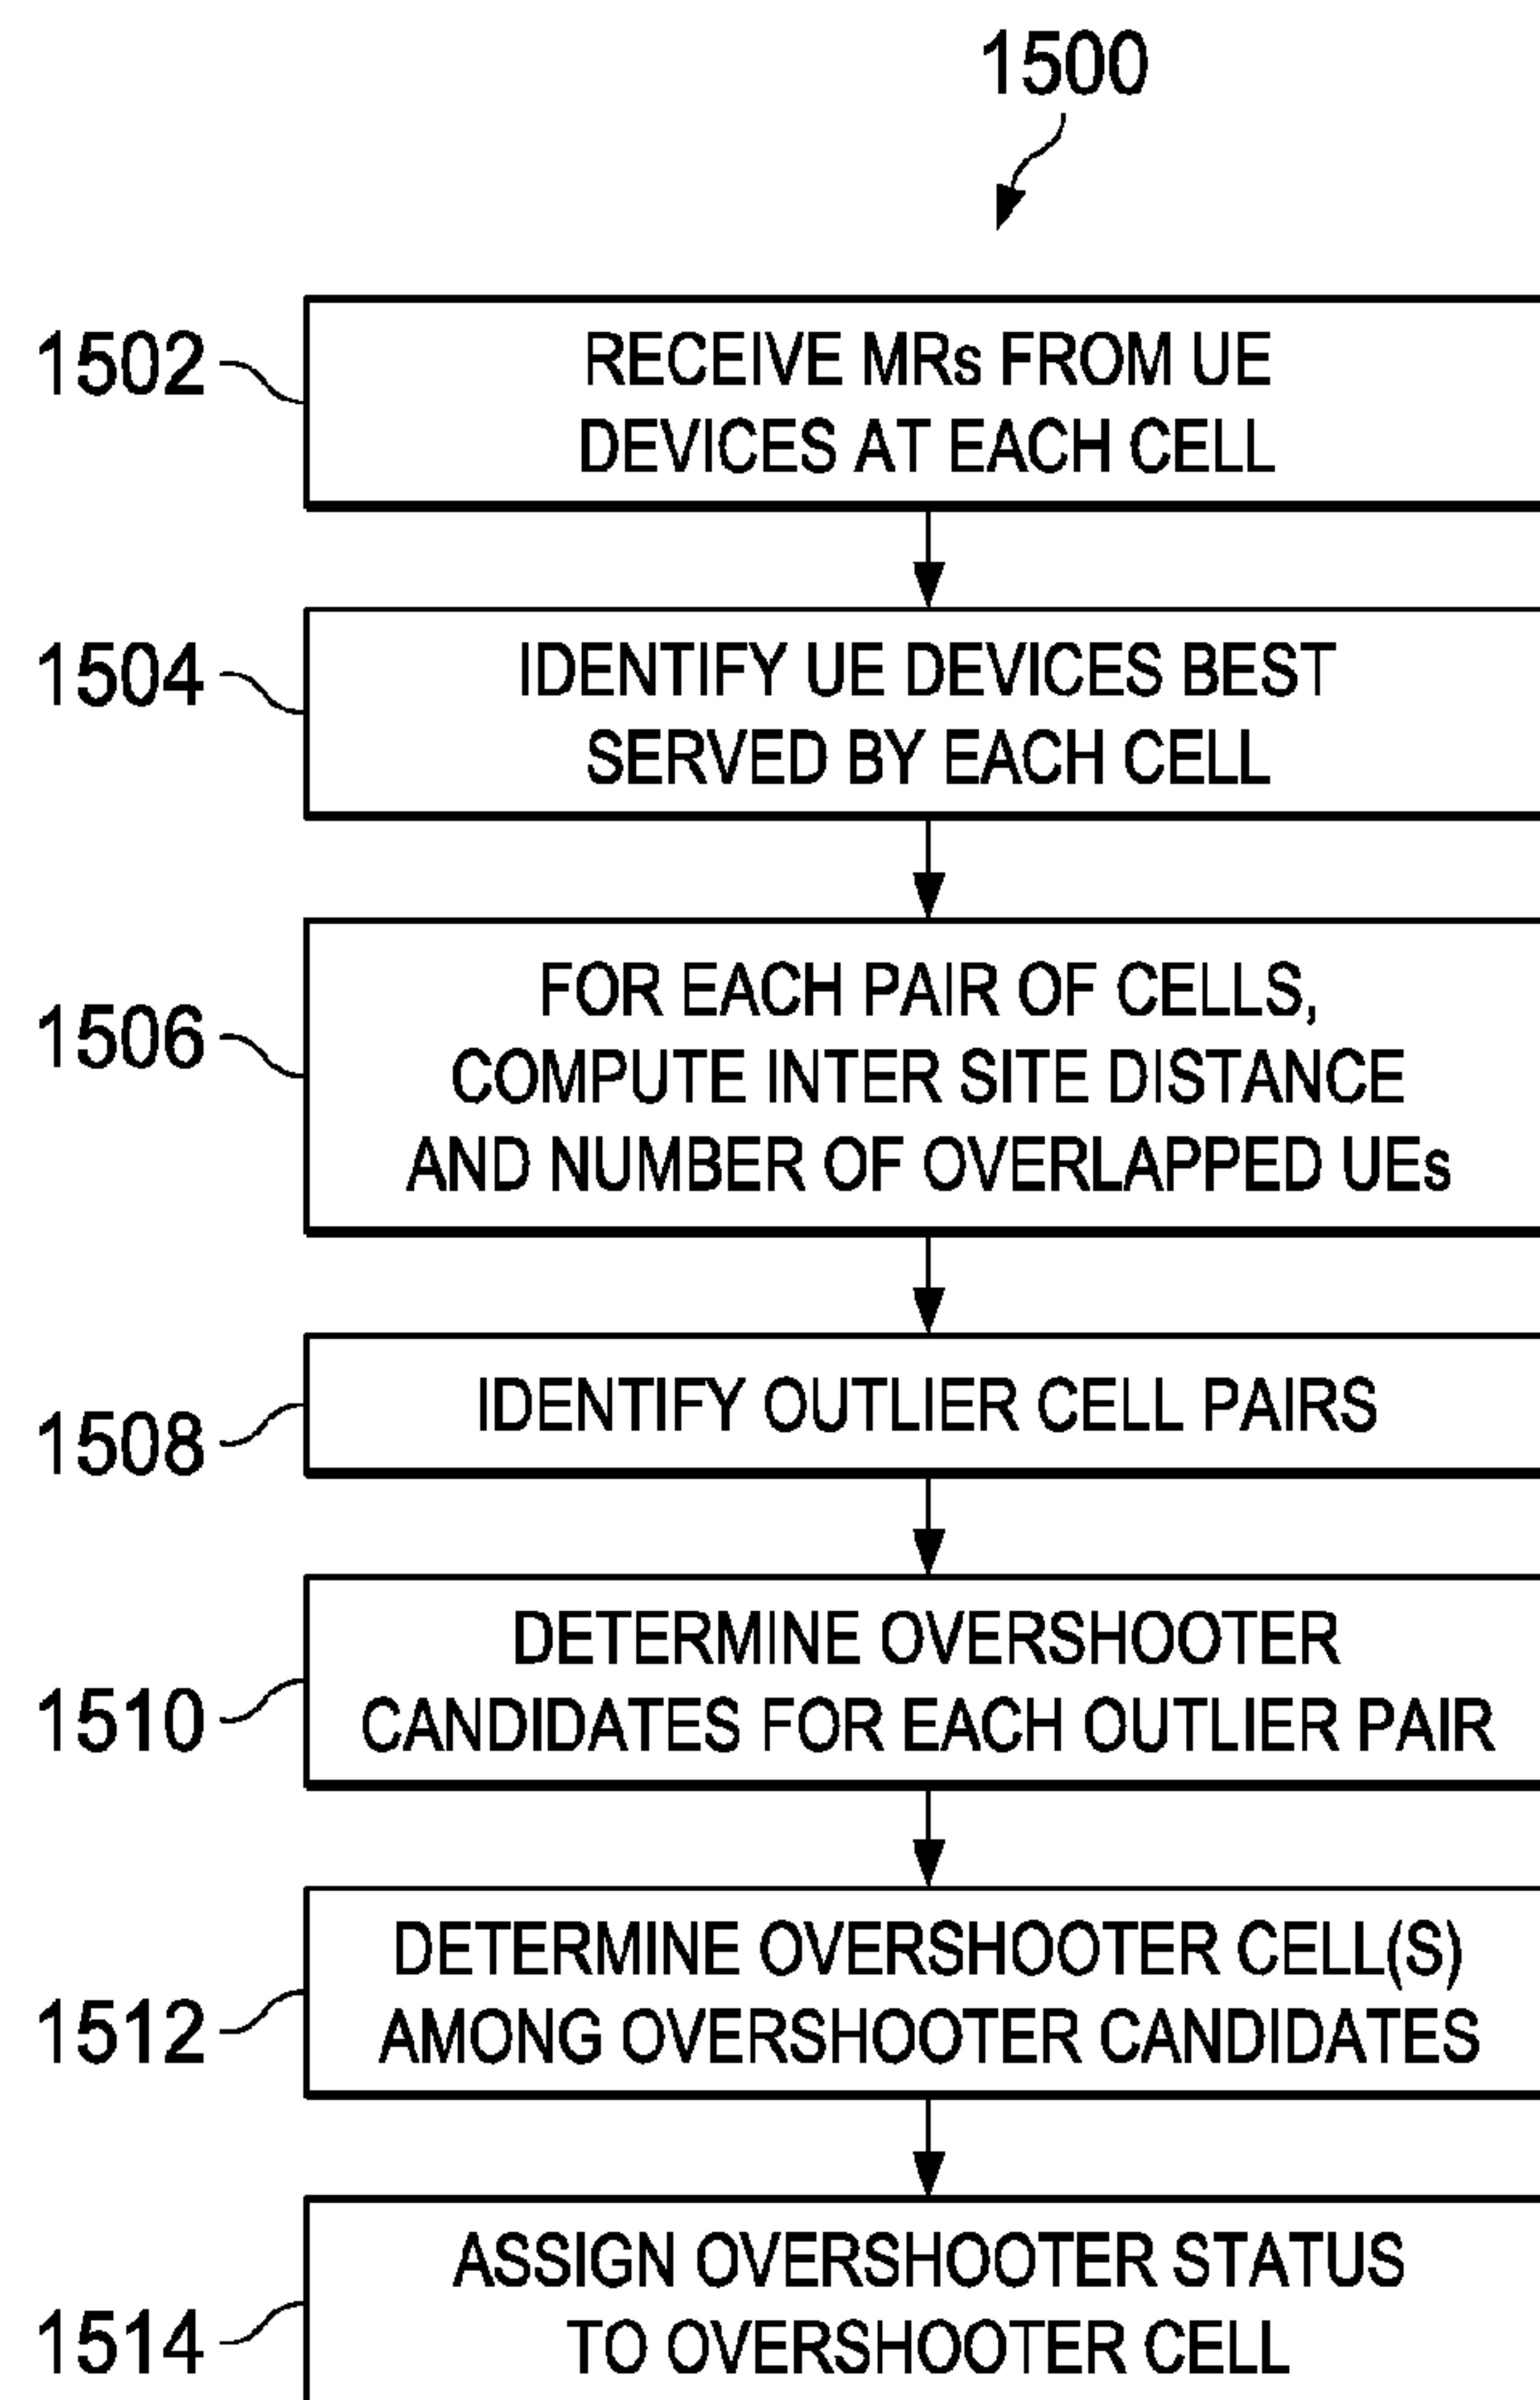 1500
1502
RECEIVE MRs FROM UE
DEVICES AT EACH CELL
1504
IDENTIFY UE DEVICES BEST
SERVED BY EACH CELL
1506
FOR EACH PAIR OF CELLS,
COMPUTE INTER SITE DISTANCE
AND NUMBER OF OVERLAPPED UEs
1508
IDENTIFY OUTLIER CELL PAIRS
1510
DETERMINE OVERSHOOTER
CANDIDATES FOR EACH OUTLIER PAIR
1512
DETERMINE OVERSHOOTER CELL(S)
AMONG OVERSHOOTER CANDIDATES
1514
ASSIGN OVERSHOOTER STATUS
TO OVERSHOOTER CELL